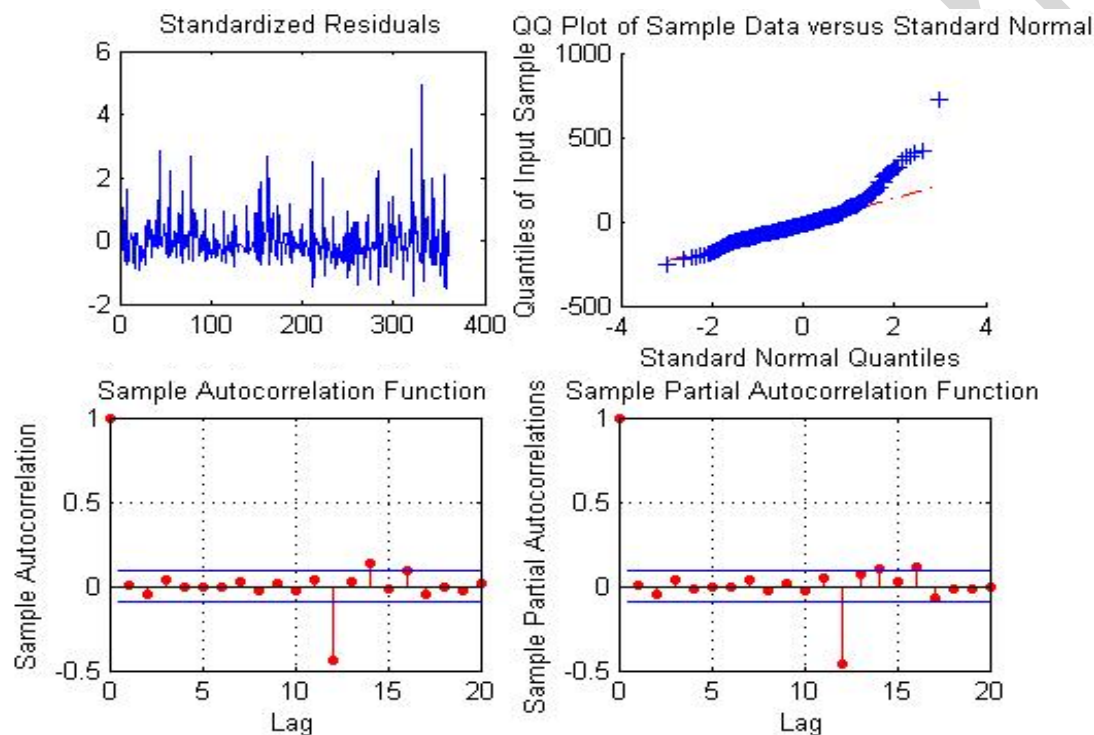 Standardized Residuals
6
4
2
0
-2
0 100 200 300 400
QQ Plot of Sample Data versus Standard Normal
Quantiles of Input Sample
1000
500
0
-500
-4 -2 0 2 4
Standard Normal Quantiles
Sample Autocorrelation Function
Sample Autocorrelation
1
0.5
0
-0.5
0 5 10 15 20
Lag
Sample Partial Autocorrelation Function
Sample Partial Autocorrelations
1
0.5
0
-0.5
0 5 10 15 20
Lag